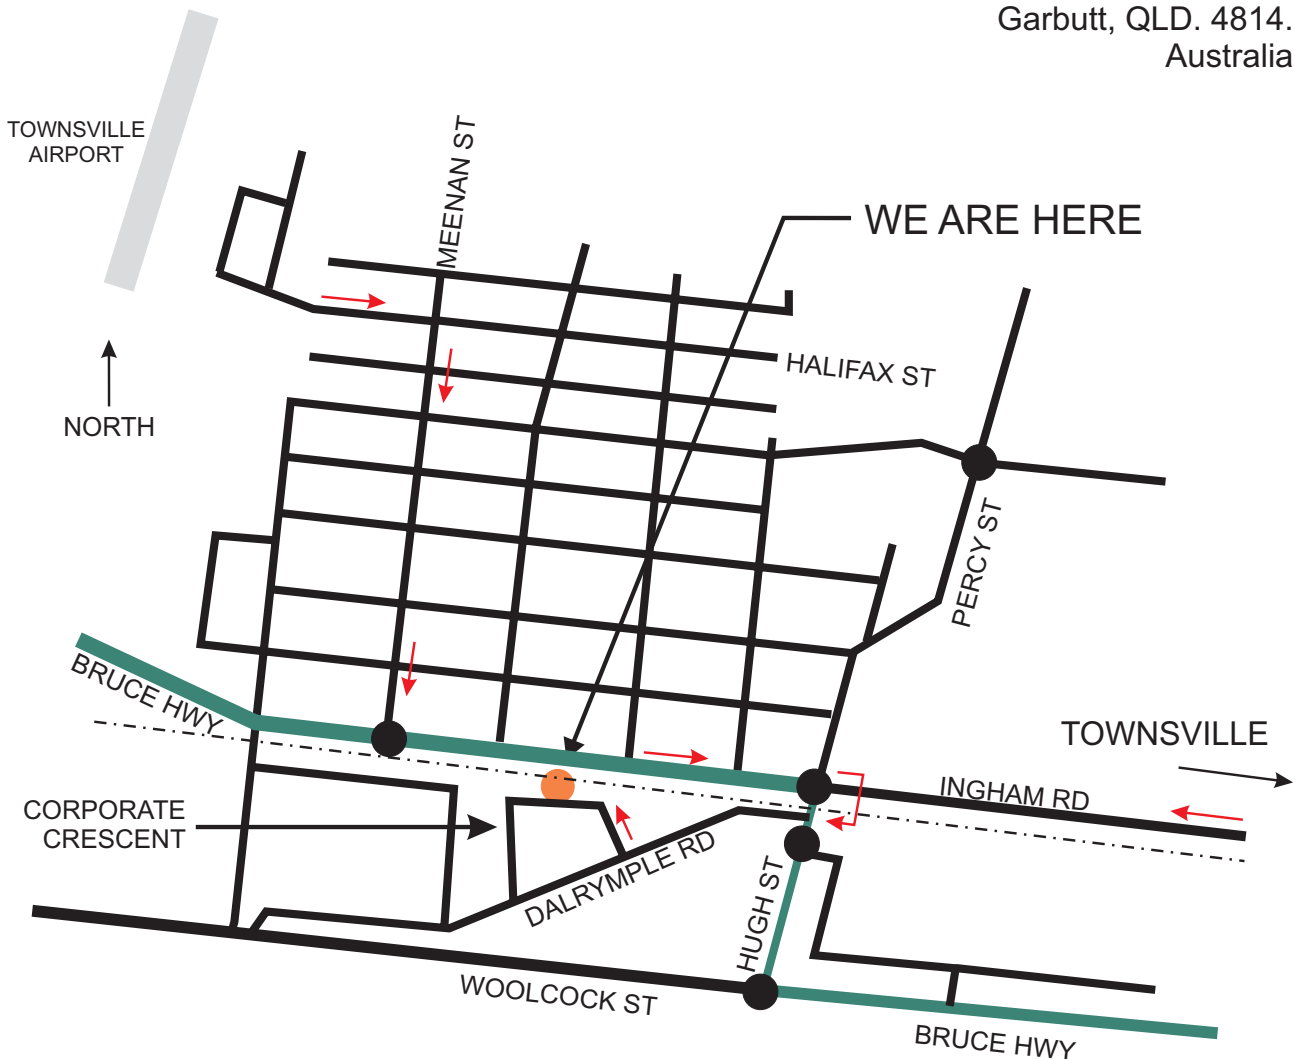 Garbutt, QLD. 4814.
Australia
TOWNSVILLE
AIRPORT
MEENAN ST
WE ARE HERE
HALIFAX ST
NORTH
PERCY ST
BRUCE HWY
TOWNSVILLE
INGHAM RD
CORPORATE
CRESCENT
DALRYMPLE RD
HUGH ST
WOOLCOCK ST
BRUCE HWY